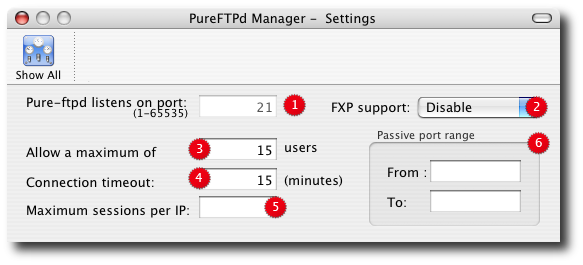 PureFTPd Manager - Settings
Show All
Pure-ftpd listens on port: 21 1 FXP support: Disable 2
(1-65535)
Passive port range 6
Allow a maximum of 3 15 users
From :
Connection timeout: 4 15 (minutes)
To:
Maximum sessions per IP: 5